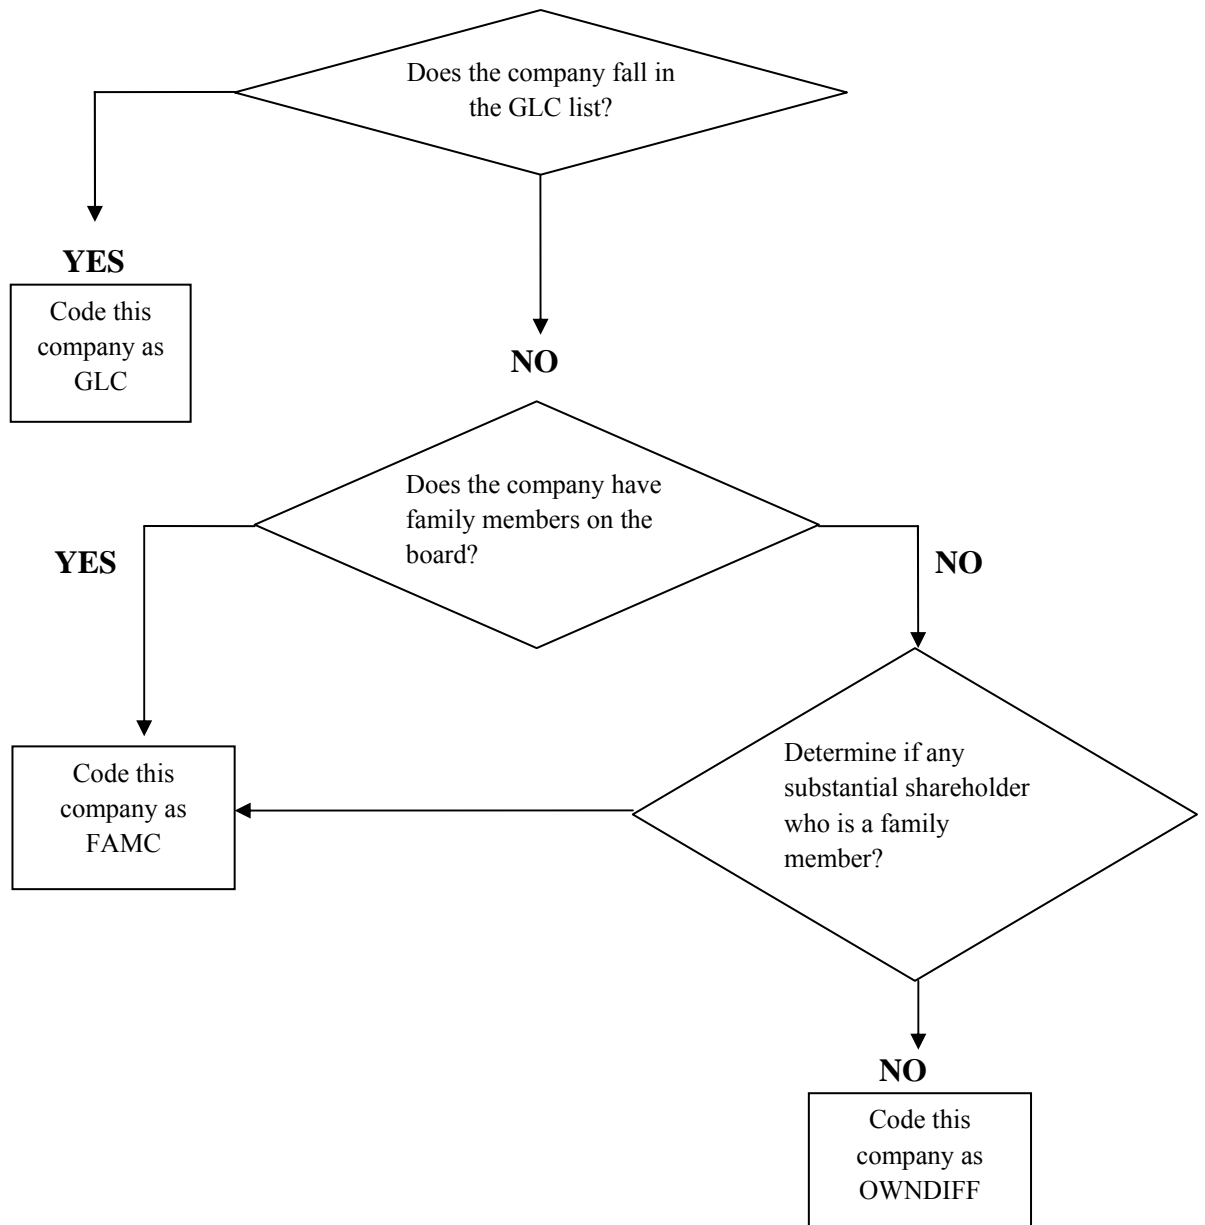 Does the company fall in
the GLC list?
YES
Code this
company as
GLC
NO
Does the company have
family members on the
board?
YES
NO
Determine if any
substantial shareholder
who is a family
member?
Code this
company as
FAMC
NO
Code this
company as
OWNDIFF